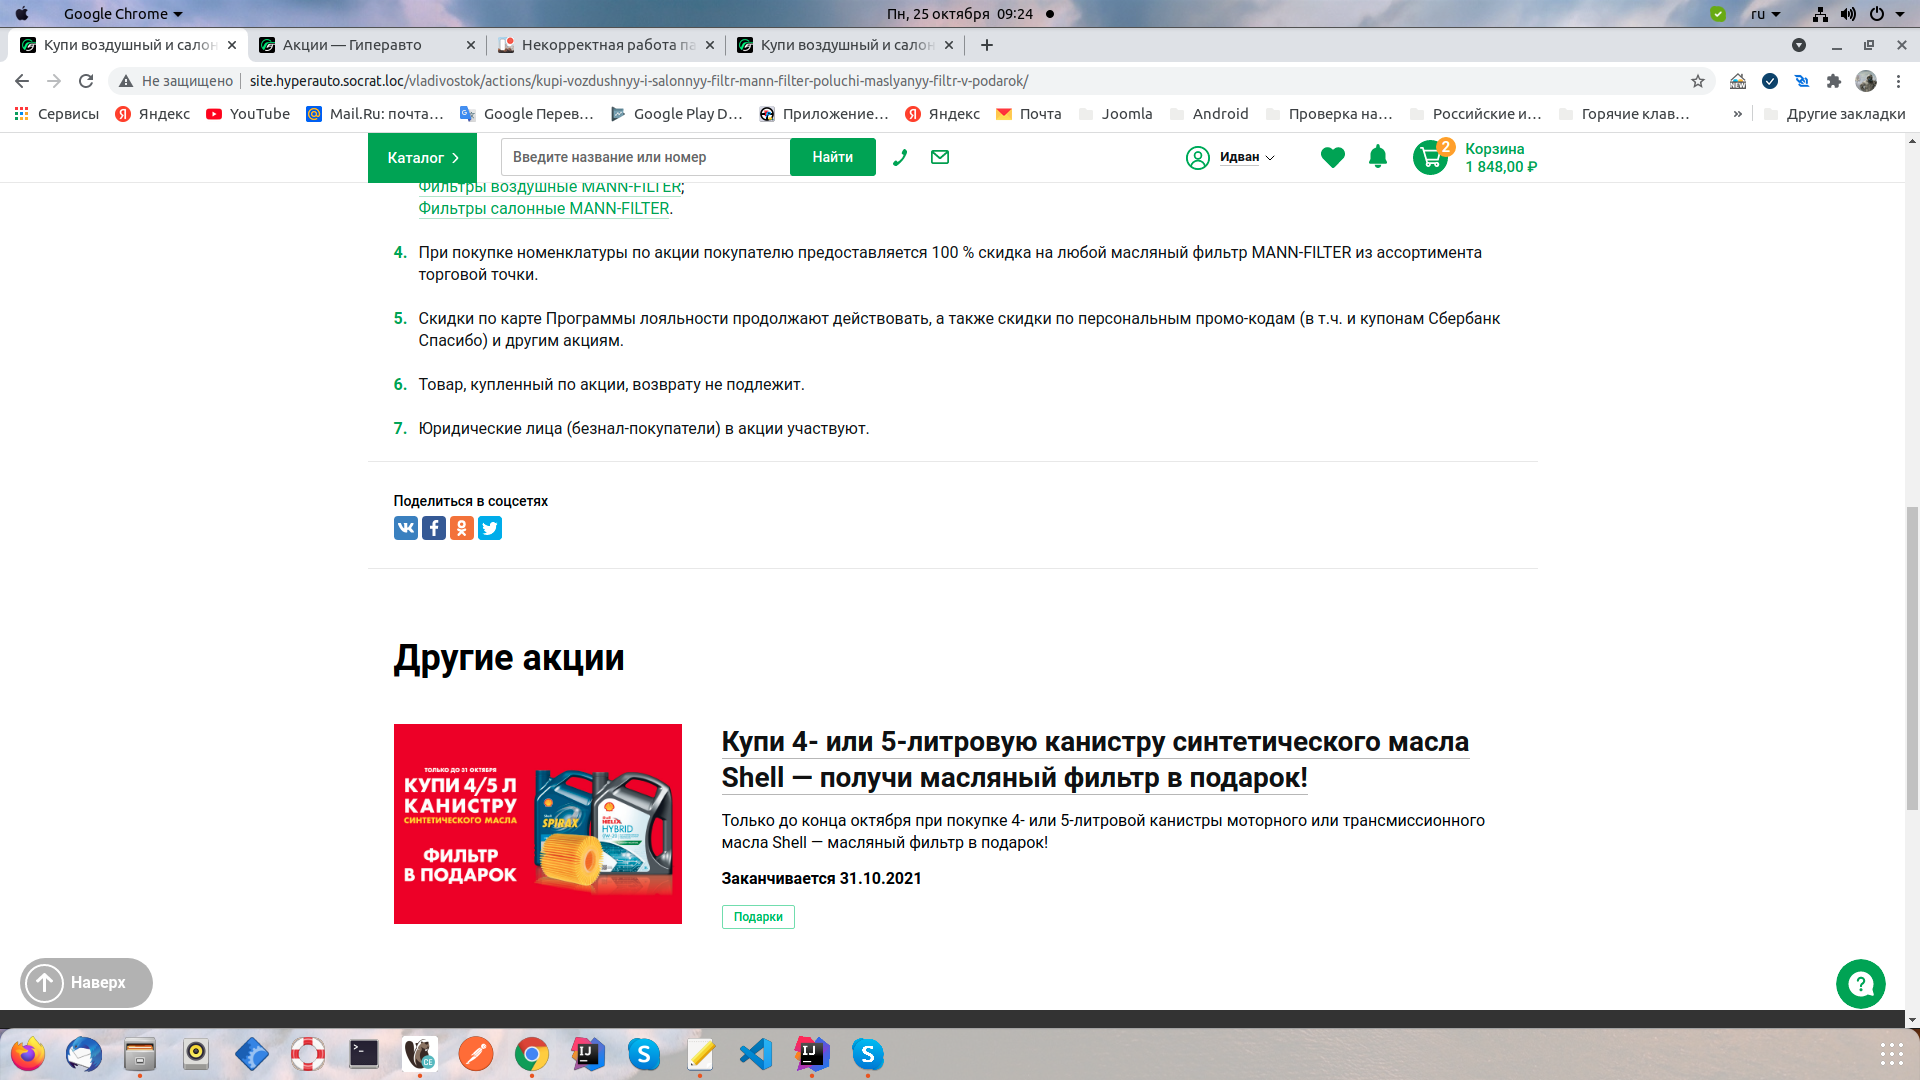 Google Chrome
Пн, 25 октября 09:24
ru
Купи воздушный и салон
Акции — Гиперавто
Некорректная работа па
Купи воздушный и салон
Не защищено
site.hyperauto.socrat.loc/vladivostok/actions/kupi-vozdushnyy-i-salonnyy-filtr-mann-filter-poluchi-maslyanyy-filtr-v-podarok/
Сервисы
Яндекс
YouTube
Mail.Ru: почта…
Google Перев…
Google Play D…
Приложение…
Яндекс
Почта
Joomla
Android
Проверка на…
Российские и…
Горячие клав…
»
Другие закладки
Каталог
Введите название или номер
Найти
Идван
2
Корзина
1 848,00 ₽
Фильтры воздушные MANN-FILTER;
Фильтры салонные MANN-FILTER.
4. При покупке номенклатуры по акции покупателю предоставляется 100 % скидка на любой масляный фильтр MANN-FILTER из ассортимента
торговой точки.
5. Скидки по карте Программы лояльности продолжают действовать, а также скидки по персональным промо-кодам (в т.ч. и купонам Сбербанк
Спасибо) и другим акциям.
6. Товар, купленный по акции, возврату не подлежит.
7. Юридические лица (безнал-покупатели) в акции участвуют.
Поделиться в соцсетях
Другие акции
ТОЛЬКО ДО 31 ОКТЯБРЯ
КУПИ 4/5 Л
КАНИСТРУ
СИНТЕТИЧЕСКОГО МАСЛА
ФИЛЬТР
В ПОДАРОК
SPIRAX
HELIX
HYBRID
Купи 4- или 5-литровую канистру синтетического масла
Shell — получи масляный фильтр в подарок!
Только до конца октября при покупке 4- или 5-литровой канистры моторного или трансмиссионного
масла Shell — масляный фильтр в подарок!
Заканчивается 31.10.2021
Подарки
Наверх